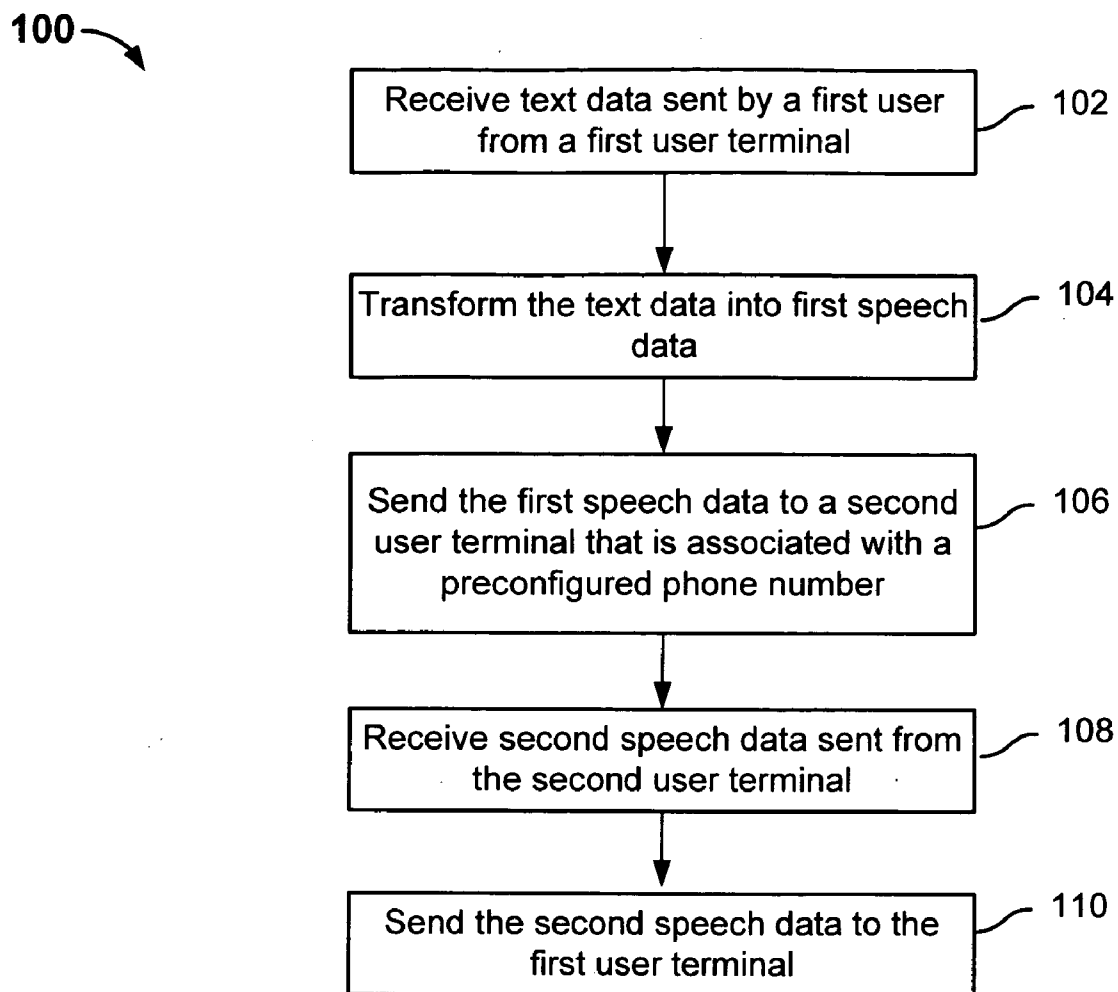 100
Receive text data sent by a first user
from a first user terminal
102
Transform the text data into first speech
data
104
Send the first speech data to a second
user terminal that is associated with a
preconfigured phone number
106
Receive second speech data sent from
the second user terminal
108
Send the second speech data to the
first user terminal
110